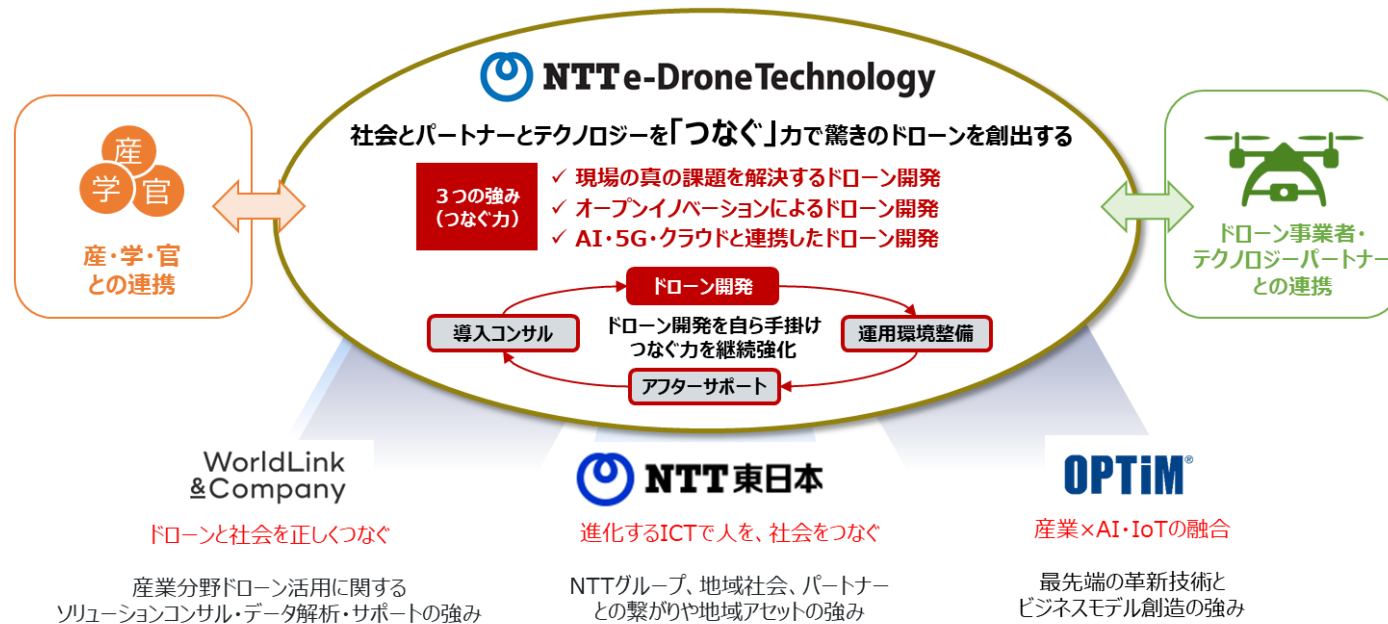 NTT e-Drone Technology
社会とパートナーとテクノロジーを「つなぐ」力で驚きのドローンを創出する
3つの強み
(つなぐ力)
✓ 現場の真の課題を解決するドローン開発
✓ オープンイノベーションによるドローン開発
✓ AI・5G・クラウドと連携したドローン開発
産
学
官
産・学・官
との連携
ドローン事業者・
テクノロジーパートナー
との連携
ドローン開発
導入コンサル
ドローン開発を自ら手掛け
つなぐ力を継続強化
運用環境整備
アフターサポート
WorldLink
&Company
ドローンと社会を正しくつなぐ
産業分野ドローン活用に関する
ソリューションコンサル・データ解析・サポートの強み
NTT東日本
進化するICTで人を、社会をつなぐ
NTTグループ、地域社会、パートナー
との繋がりや地域アセットの強み
OPTiM®
産業×AI・IoTの融合
最先端の革新技術と
ビジネスモデル創造の強み